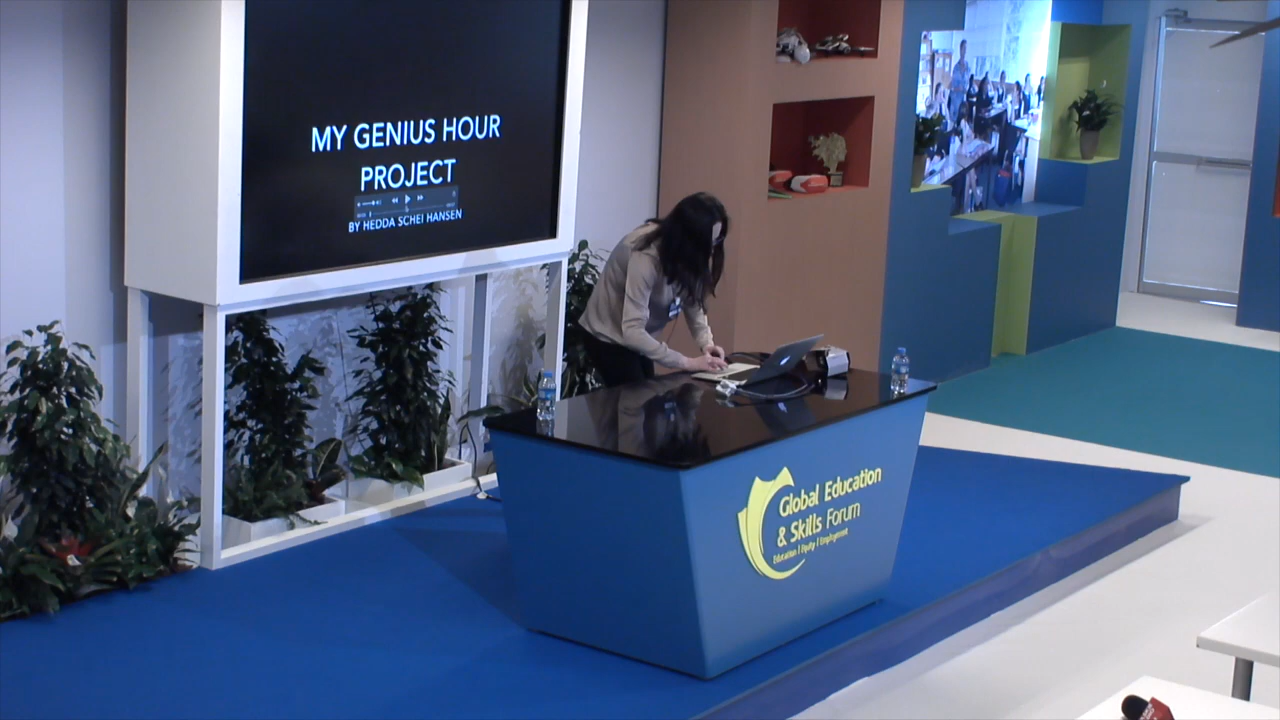 MY GENIUS HOUR
PROJECT
BY HEDDA SCHEI HANSEN
Global Education
& Skills Forum
Education | Equity | Employment